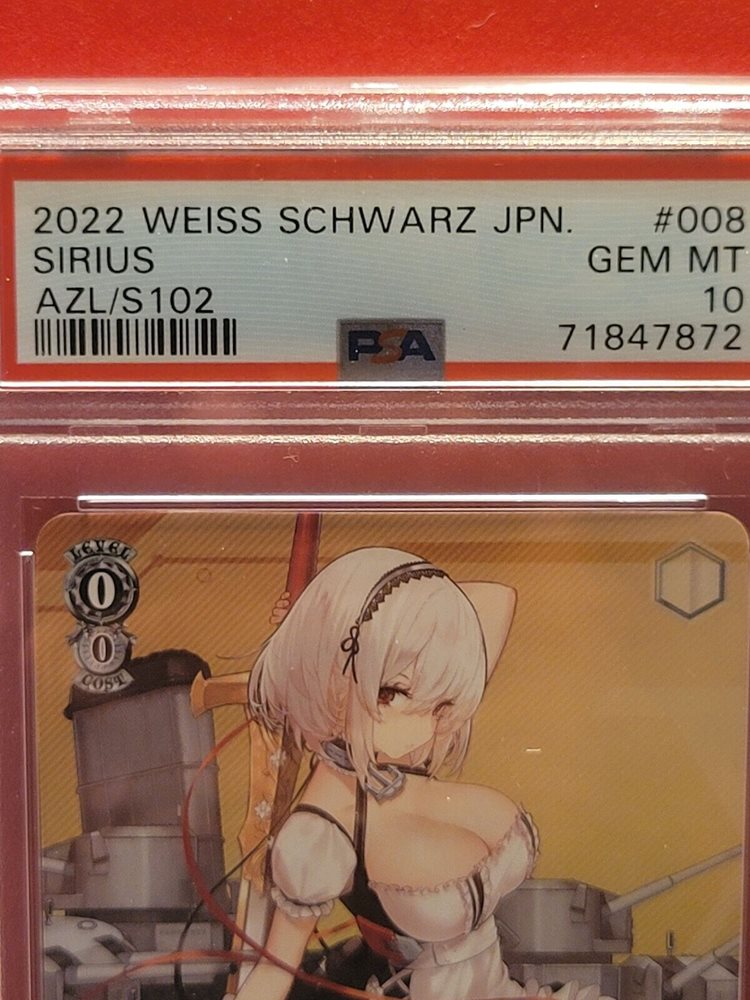 2022 WEISS SCHWARZ JPN. #008
SIRIUS GEM MT
AZL/S102 10
PSA 71847872
LEVEL
0
0
COST